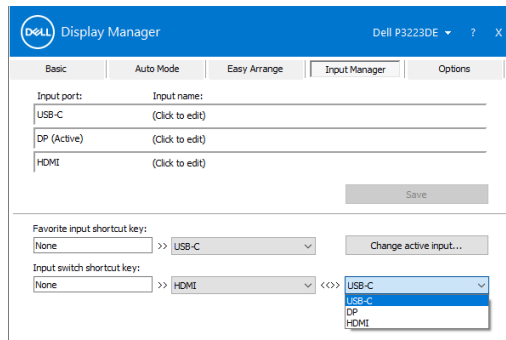 DELL Display Manager Dell P3223DE ? X
Basic Auto Mode Easy Arrange Input Manager Options
Input port: Input name:
USB-C (Click to edit)
DP (Active) (Click to edit)
HDMI (Click to edit)
Save
Favorite input shortcut key:
None >> USB-C Change active input...
Input switch shortcut key:
None >> HDMI <<>> USB-C
USB-C
DP
HDMI